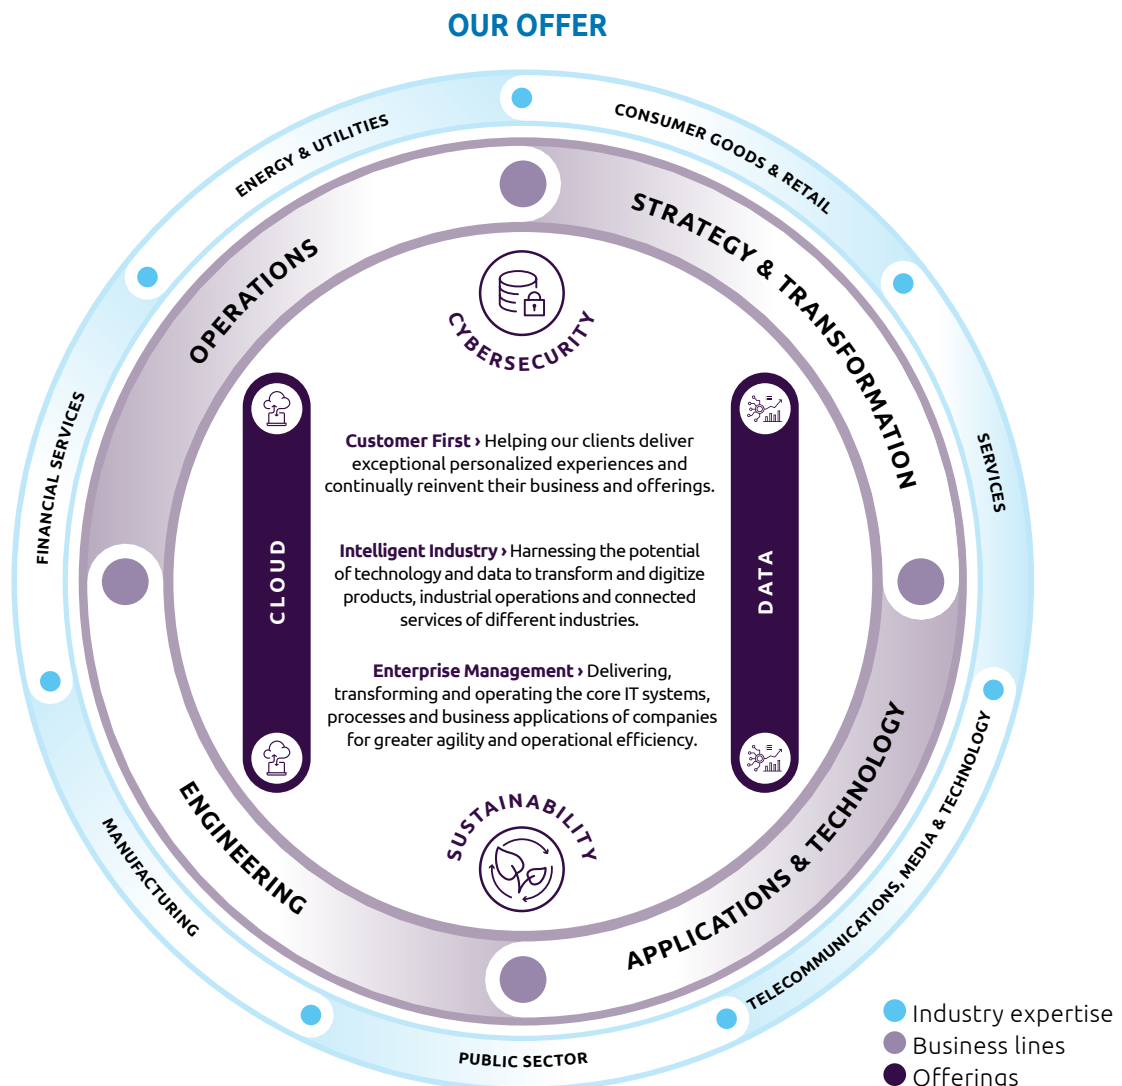 OUR OFFER
CONSUMER GOODS & RETAIL
SERVICES
TELECOMMUNICATIONS, MEDIA & TECHNOLOGY
PUBLIC SECTOR
MANUFACTURING
FINANCIAL SERVICES
ENERGY & UTILITIES
STRATEGY & TRANSFORMATION
APPLICATIONS & TECHNOLOGY
ENGINEERING
OPERATIONS
CYBERSECURITY
CLOUD
Customer First › Helping our clients deliver
exceptional personalized experiences and
continually reinvent their business and offerings.
Intelligent Industry › Harnessing the potential
of technology and data to transform and digitize
products, industrial operations and connected
services of different industries.
Enterprise Management › Delivering,
transforming and operating the core IT systems,
processes and business applications of companies
for greater agility and operational efficiency.
DATA
SUSTAINABILITY
Industry expertise
Business lines
Offerings